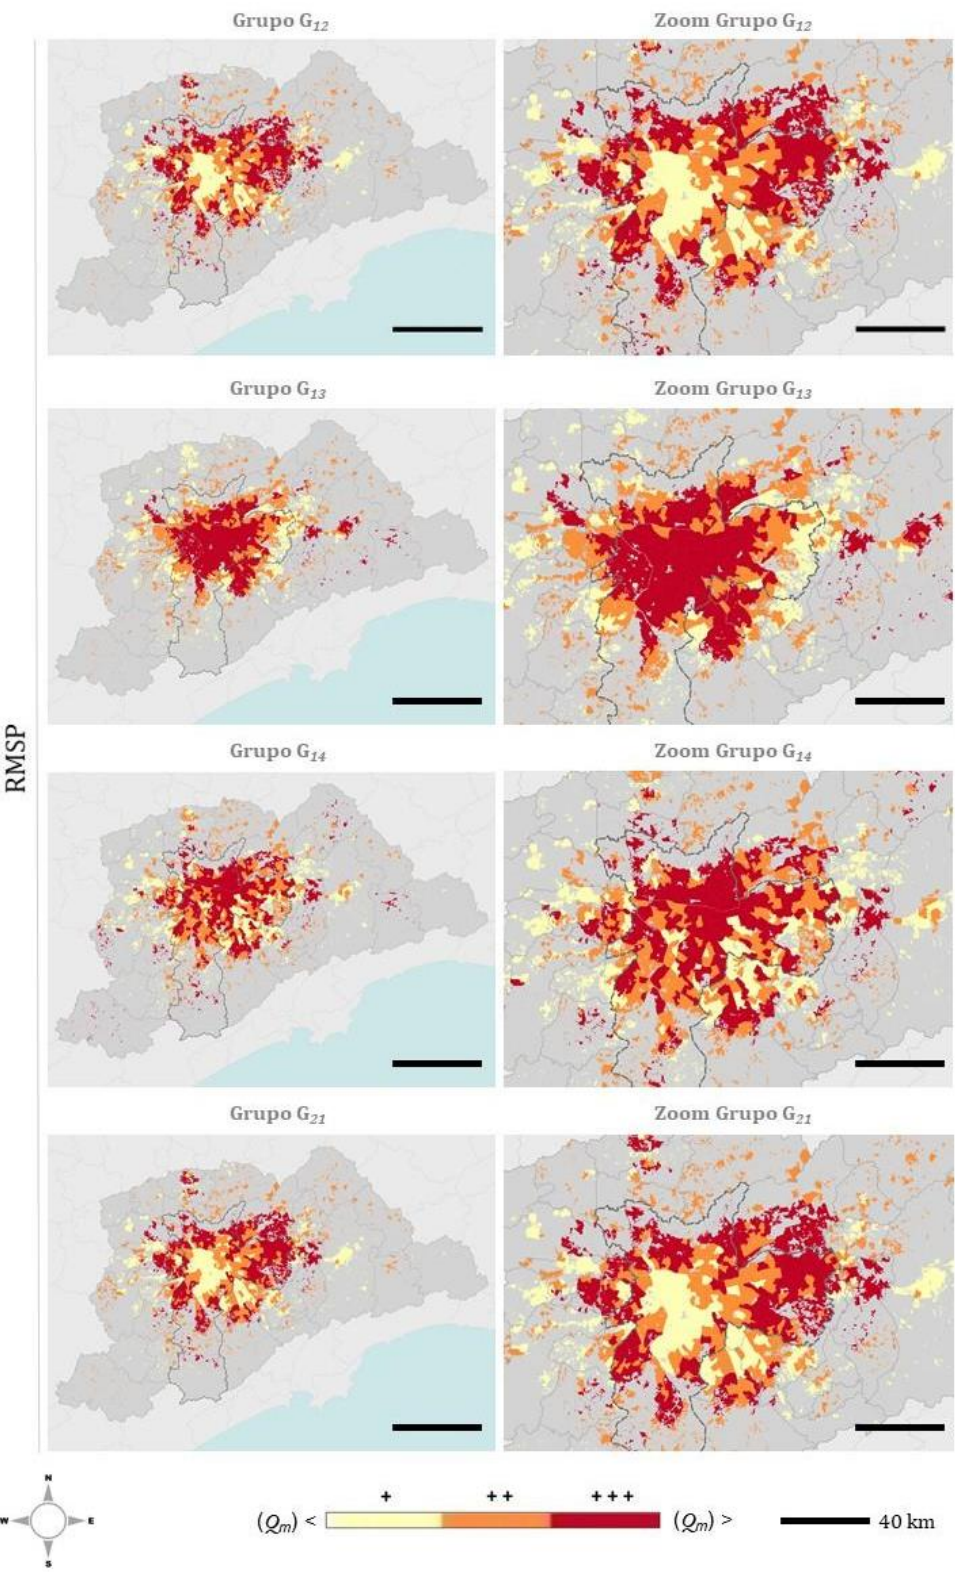 Grupo G12 Zoom Grupo G12
Grupo G13 Zoom Grupo G13
RMSP
Grupo G14 Zoom Grupo G14
Grupo G21 Zoom Grupo G21
N
W E
S
+ ++ +++
(Qm) < (Qm) > 40 km